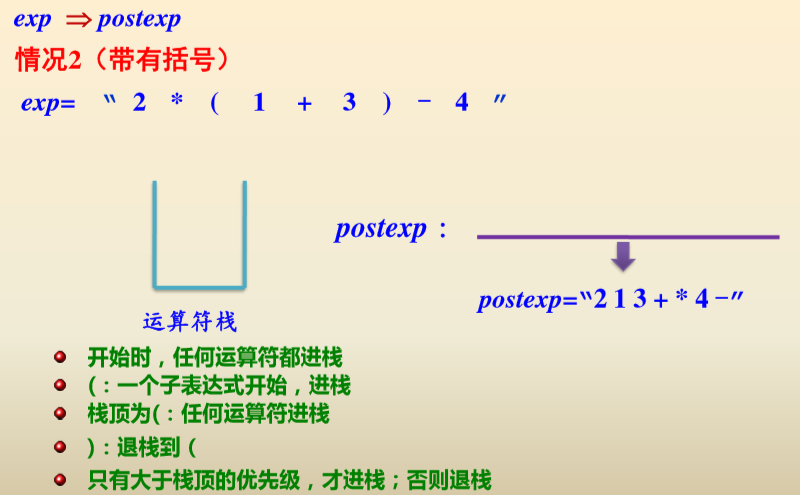 exp ⇒ postexp
情况2（带有括号）
exp= “ 2 * ( 1 + 3 ) - 4 ”
postexp：
postexp=“2 1 3 + * 4 -”
运算符栈
开始时，任何运算符都进栈
(：一个子表达式开始，进栈
栈顶为(：任何运算符进栈
)：退栈到（
只有大于栈顶的优先级，才进栈；否则退栈